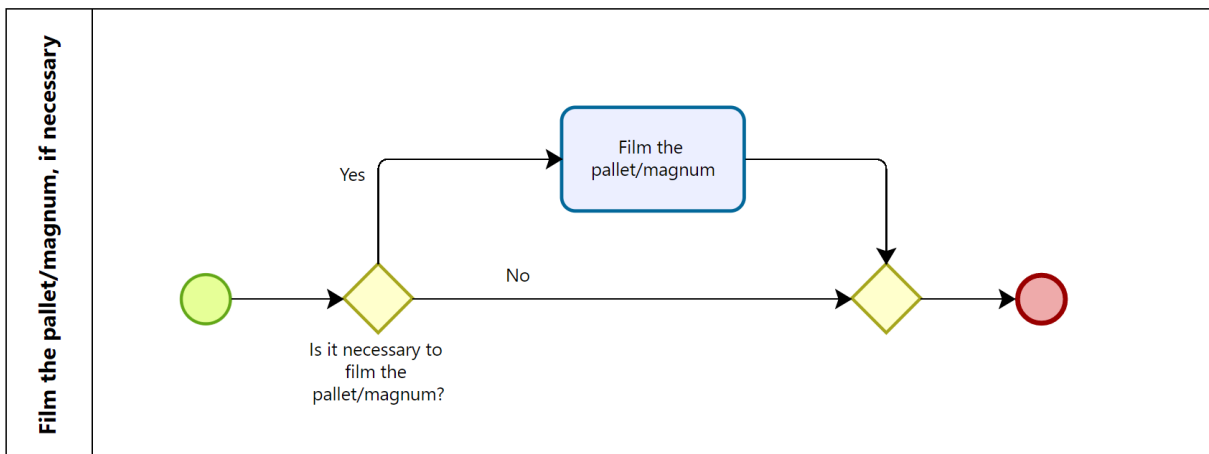 Film the pallet/magnum, if necessary
Film the
pallet/magnum
Yes
No
Is it necessary to
film the
pallet/magnum?